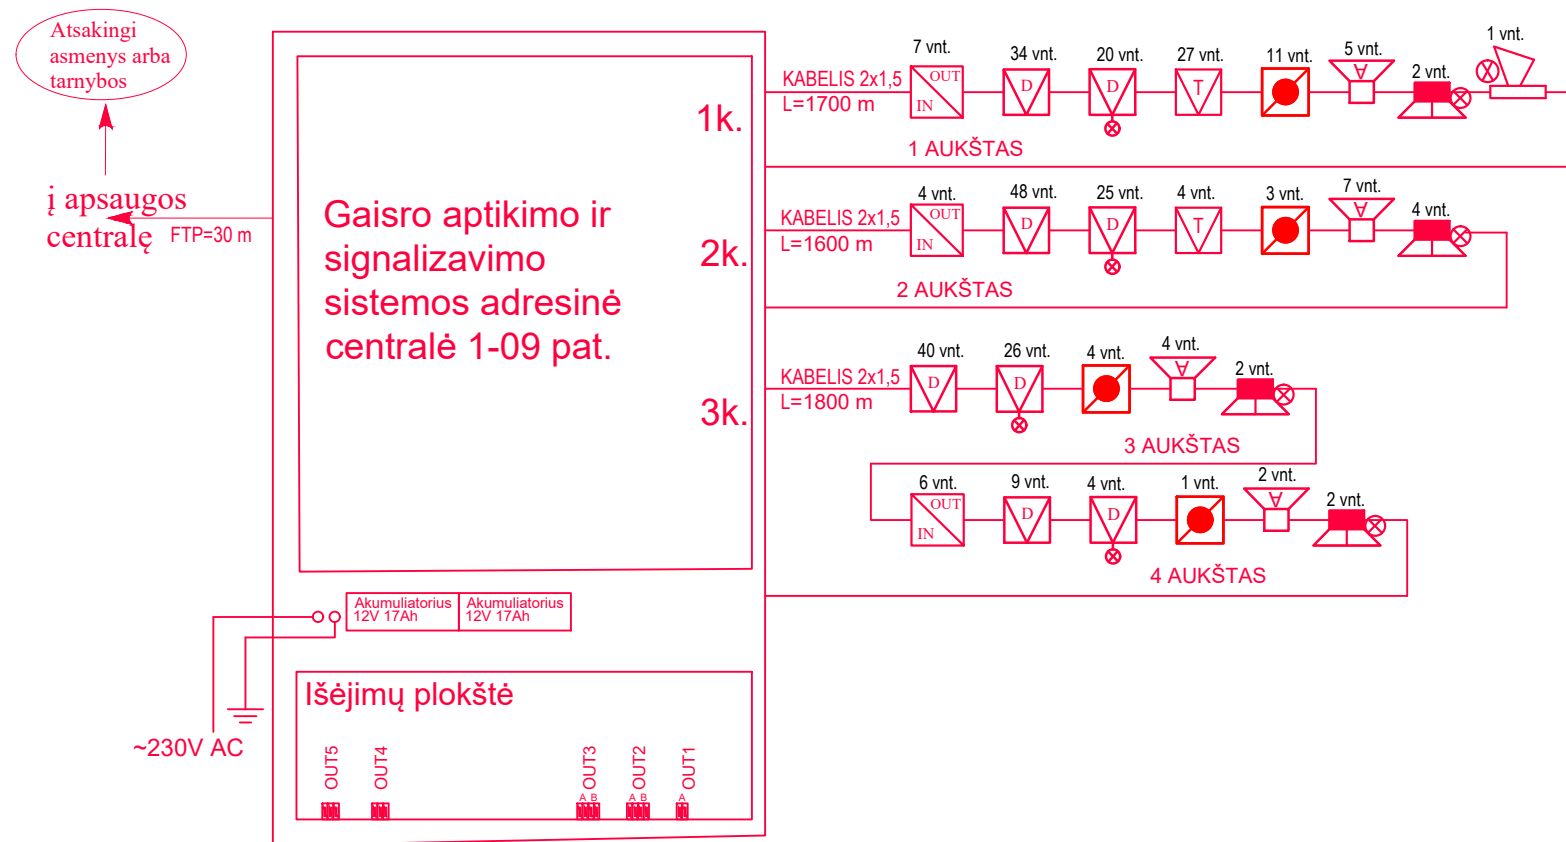 Atsakingi
asmenys arba
tarnybos
į apsaugos
centralę
FTP=30 m
Gaisro aptikimo ir
signalizavimo
sistemos adresinė
centralė 1-09 pat.
1k.
2k.
3k.
7 vnt. 34 vnt. 20 vnt. 27 vnt. 11 vnt. 5 vnt. 2 vnt. 1 vnt.
KABELIS 2x1,5
L=1700 m
OUT
IN
D D T A
1 AUKŠTAS
4 vnt. 48 vnt. 25 vnt. 4 vnt. 3 vnt. 7 vnt. 4 vnt.
KABELIS 2x1,5
L=1600 m
OUT
IN
D D T A
2 AUKŠTAS
40 vnt. 26 vnt. 4 vnt. 4 vnt. 2 vnt.
KABELIS 2x1,5
L=1800 m
D D A
3 AUKŠTAS
6 vnt. 9 vnt. 4 vnt. 1 vnt. 2 vnt. 2 vnt.
OUT
IN
D D A
4 AUKŠTAS
Akumuliatorius
12V 17Ah
Akumuliatorius
12V 17Ah
~230V AC
Išėjimų plokštė
OUT5
OUT4
OUT3
A B
OUT2
A B
OUT1
A